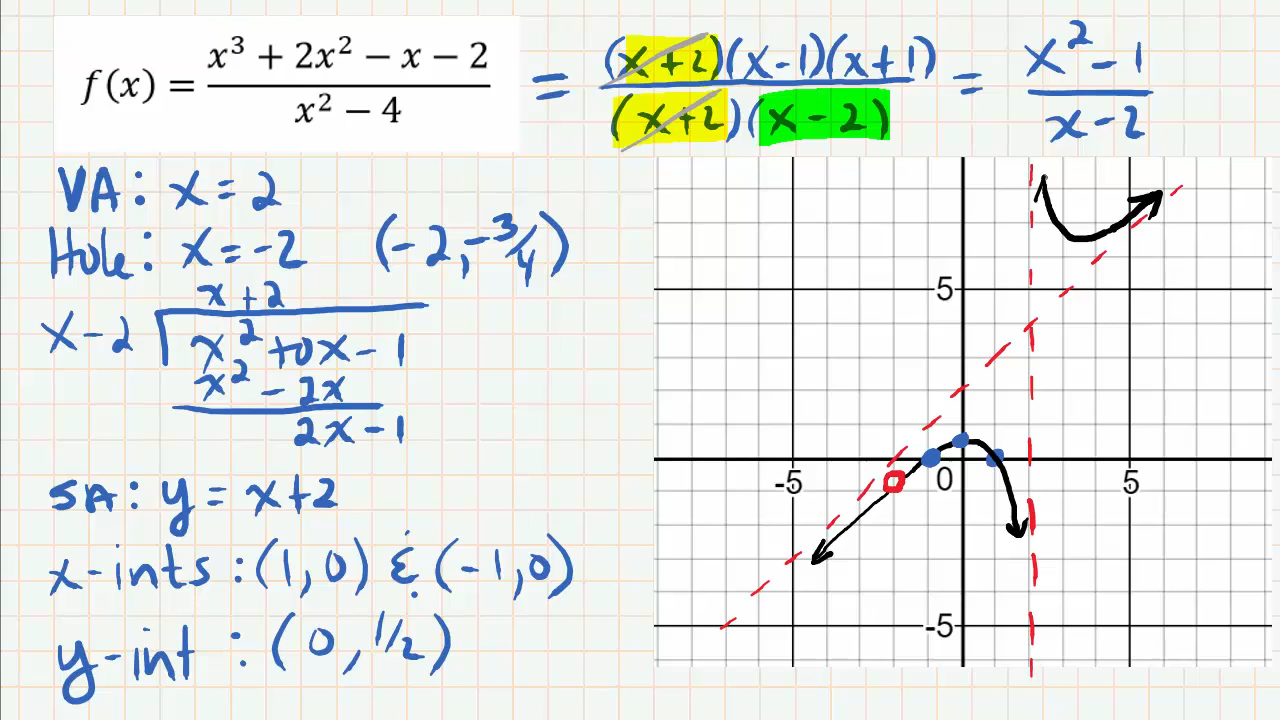 f(x) = (x³ + 2x² − x − 2)/(x² − 4) = (x+2)(x-1)(x+1)/(x+2)(x-2) = (x²-1)/(x-2)
VA: x = 2
Hole: x = -2 (-2, -3/4)
x + 2
x - 2 x² + 0x - 1
x² - 2x
2x - 1
SA: y = x+2
x-ints : (1,0) & (-1,0)
y-int : (0, 1/2)
5
-5 0 5
-5